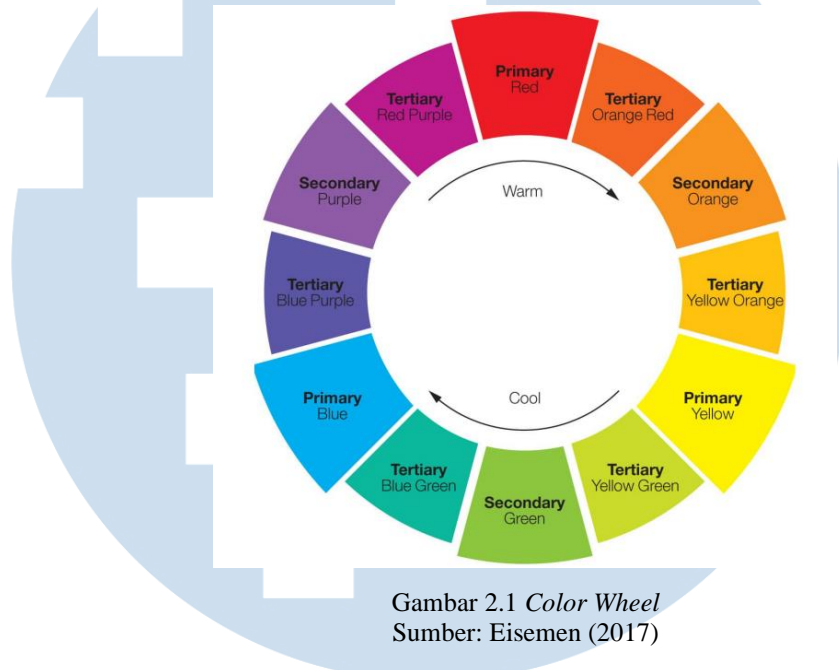 Primary
Red
Tertiary
Orange Red
Secondary
Orange
Tertiary
Yellow Orange
Primary
Yellow
Tertiary
Yellow Green
Secondary
Green
Tertiary
Blue Green
Primary
Blue
Tertiary
Blue Purple
Secondary
Purple
Tertiary
Red Purple
Warm
Cool
Gambar 2.1 Color Wheel
Sumber: Eisemen (2017)